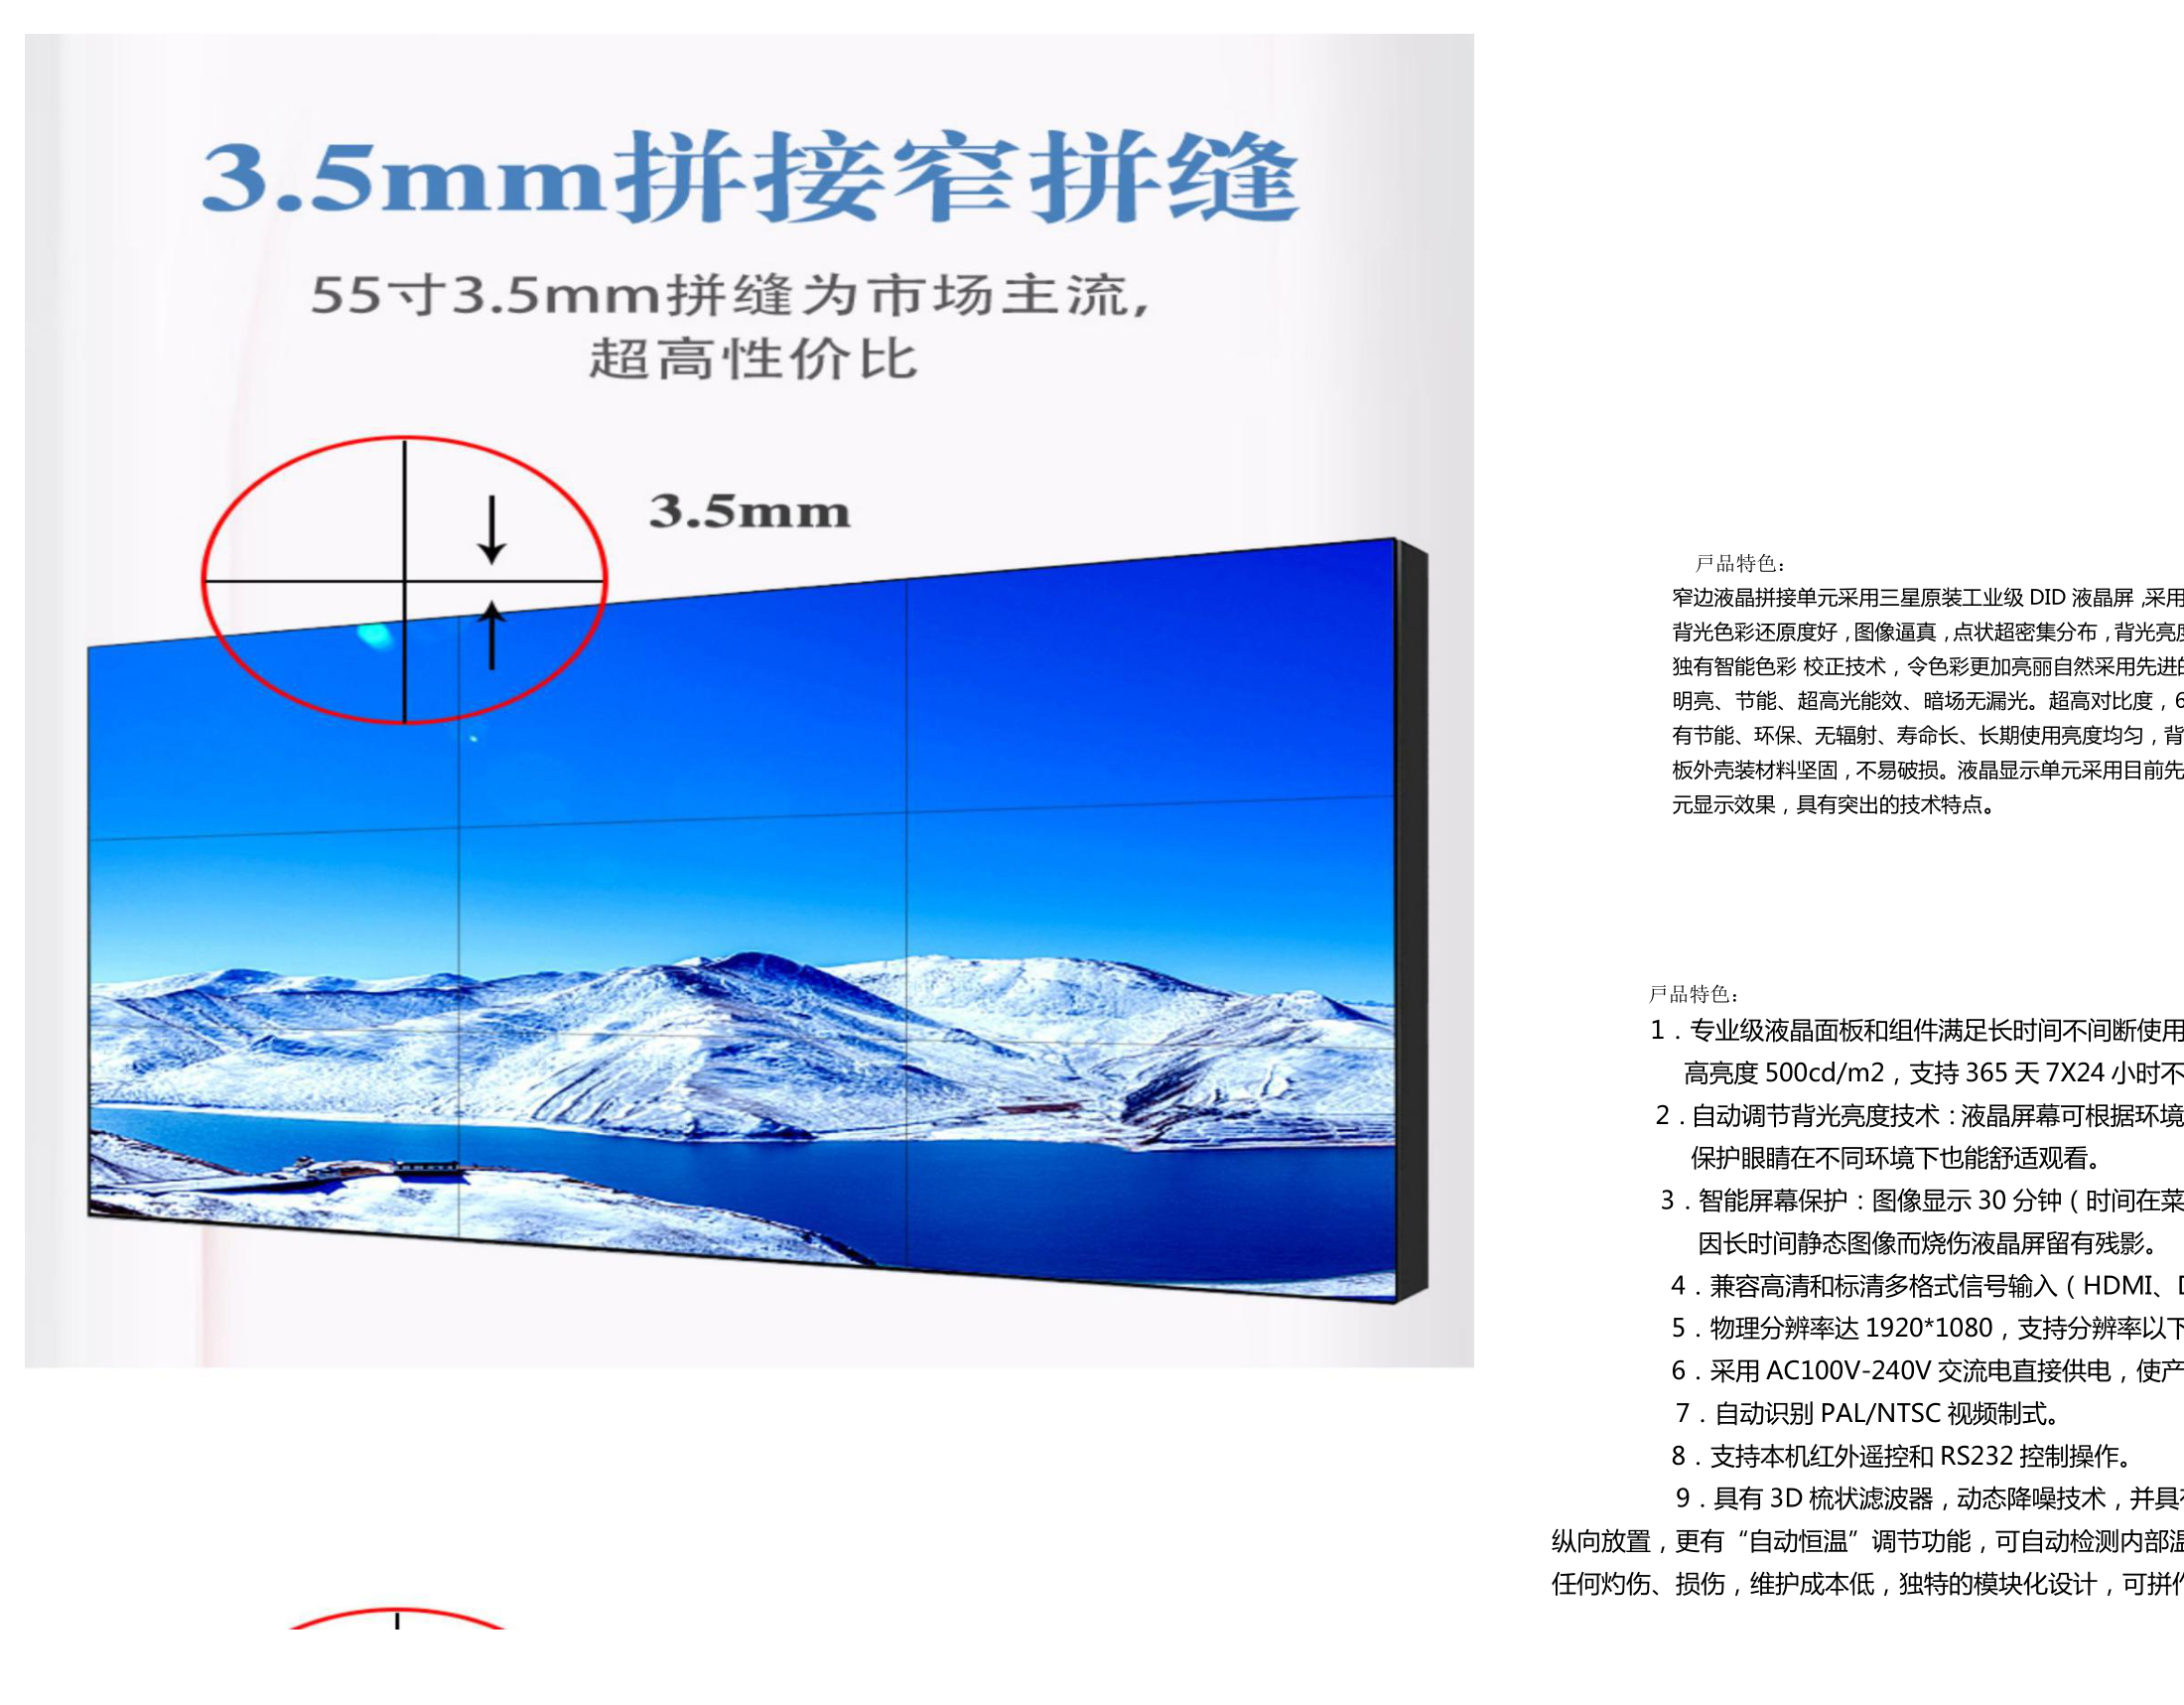 3.5mm拼接窄拼缝
55寸3.5mm拼缝为市场主流,
超高性价比
3.5mm
戸品特色：
窄边液晶拼接单元采用三星原装工业级 DID 液晶屏，采用
背光色彩还原度好，图像逼真，点状超密集分布，背光亮度
独有智能色彩 校正技术，令色彩更加亮丽自然采用先进的
明亮、节能、超高光能效、暗场无漏光。超高对比度，6
有节能、环保、无辐射、寿命长、长期使用亮度均匀，背
板外壳装材料坚固，不易破损。液晶显示单元采用目前先
元显示效果，具有突出的技术特点。
戸品特色：
1．专业级液晶面板和组件满足长时间不间断使用
高亮度 500cd/m2，支持 365 天 7X24 小时不
2．自动调节背光亮度技术：液晶屏幕可根据环境
保护眼睛在不同环境下也能舒适观看。
3．智能屏幕保护：图像显示 30 分钟（时间在菜
因长时间静态图像而烧伤液晶屏留有残影。
4．兼容高清和标清多格式信号输入（HDMI、D
5．物理分辨率达 1920*1080，支持分辨率以下
6．采用 AC100V-240V 交流电直接供电，使产
7．自动识别 PAL/NTSC 视频制式。
8．支持本机红外遥控和 RS232 控制操作。
9．具有 3D 梳状滤波器，动态降噪技术，并具有
纵向放置，更有“自动恒温”调节功能，可自动检测内部温
任何灼伤、损伤，维护成本低，独特的模块化设计，可拼作